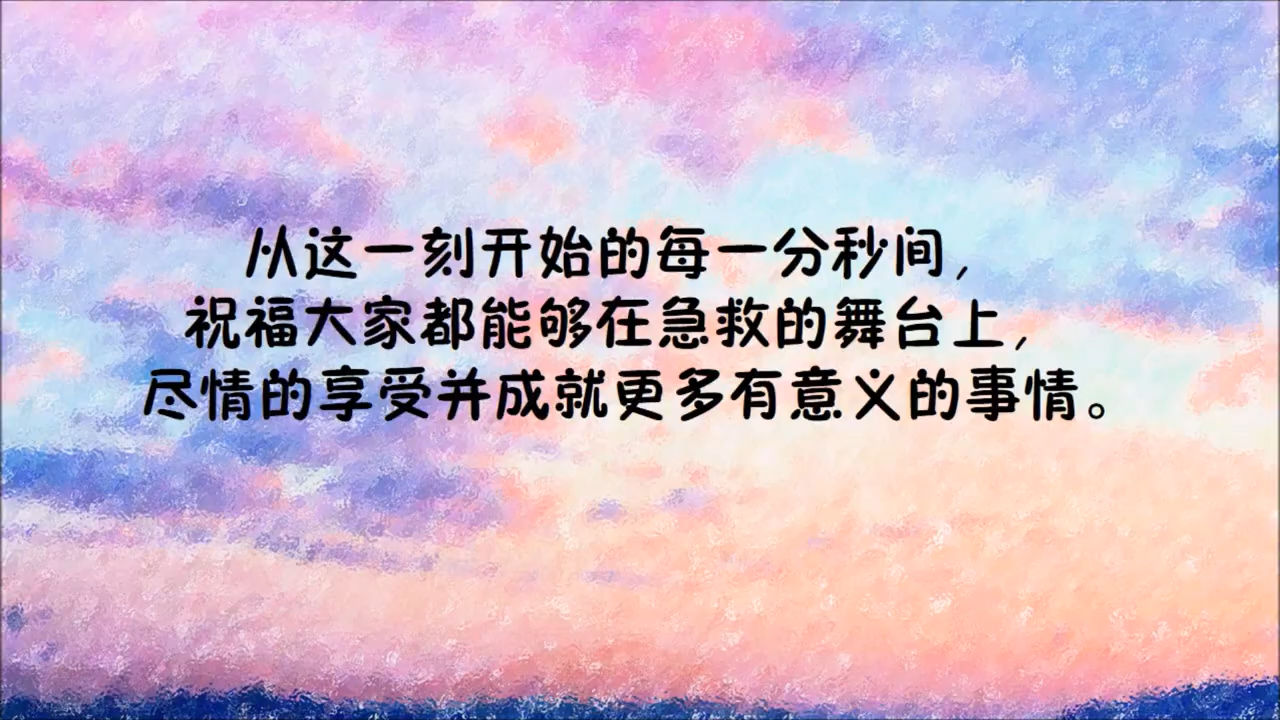 从这一刻开始的每一分秒间，
祝福大家都能够在急救的舞台上，
尽情的享受并成就更多有意义的事情。